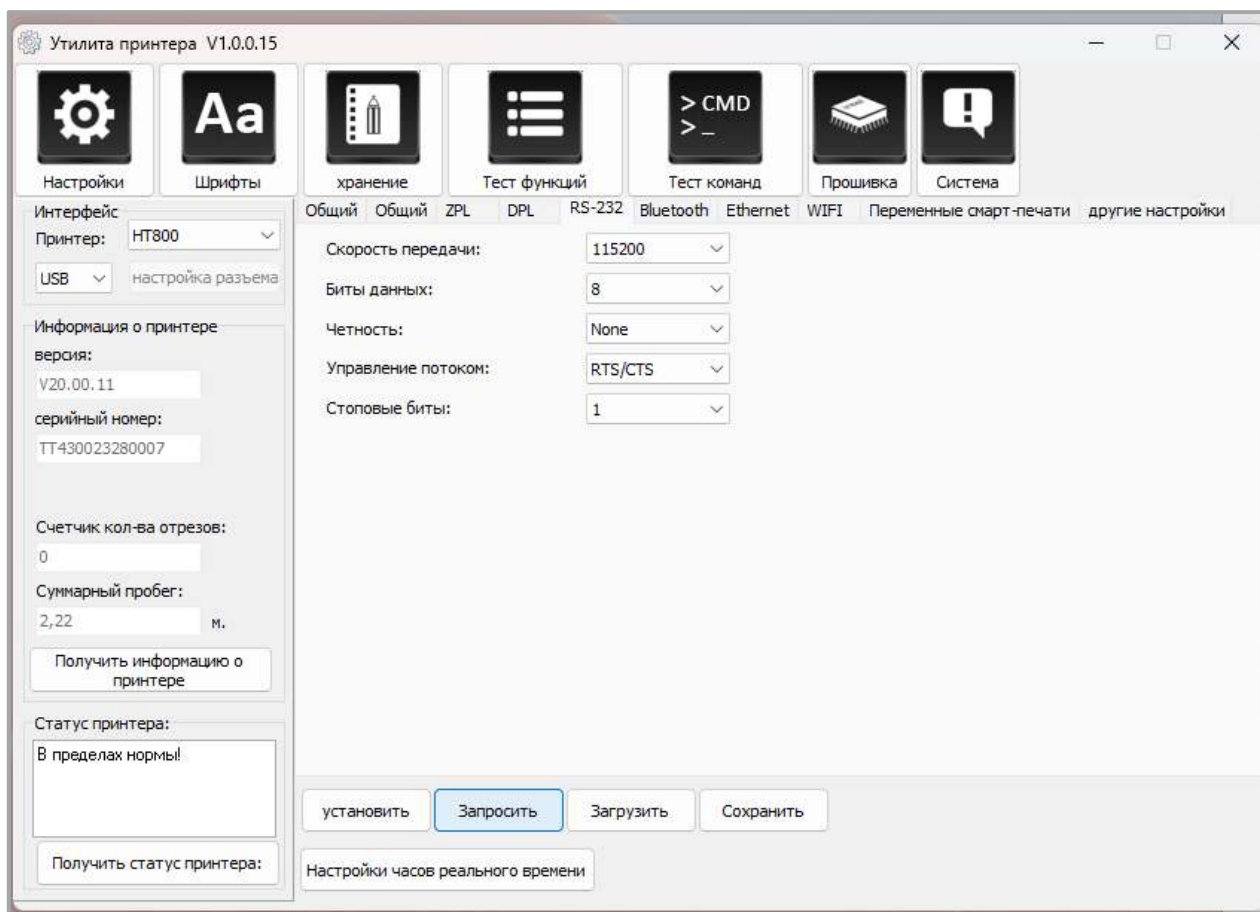 Утилита принтера V1.0.0.15
Aa
> CMD
> _
Настройки
Шрифты
хранение
Тест функций
Тест команд
Прошивка
Система
Интерфейс
Принтер:
HT800
USB
настройка разъема
Информация о принтере
версия:
V20.00.11
серийный номер:
TT430023280007
Счетчик кол-ва отрезов:
0
Суммарный пробег:
2,22
м.
Получить информацию о
принтере
Статус принтера:
В пределах нормы!
Получить статус принтера:
Общий
Общий
ZPL
DPL
RS-232
Bluetooth
Ethernet
WIFI
Переменные смарт-печати
другие настройки
Скорость передачи:
115200
Биты данных:
8
Четность:
None
Управление потоком:
RTS/CTS
Стоповые биты:
1
установить
Запросить
Загрузить
Сохранить
Настройки часов реального времени